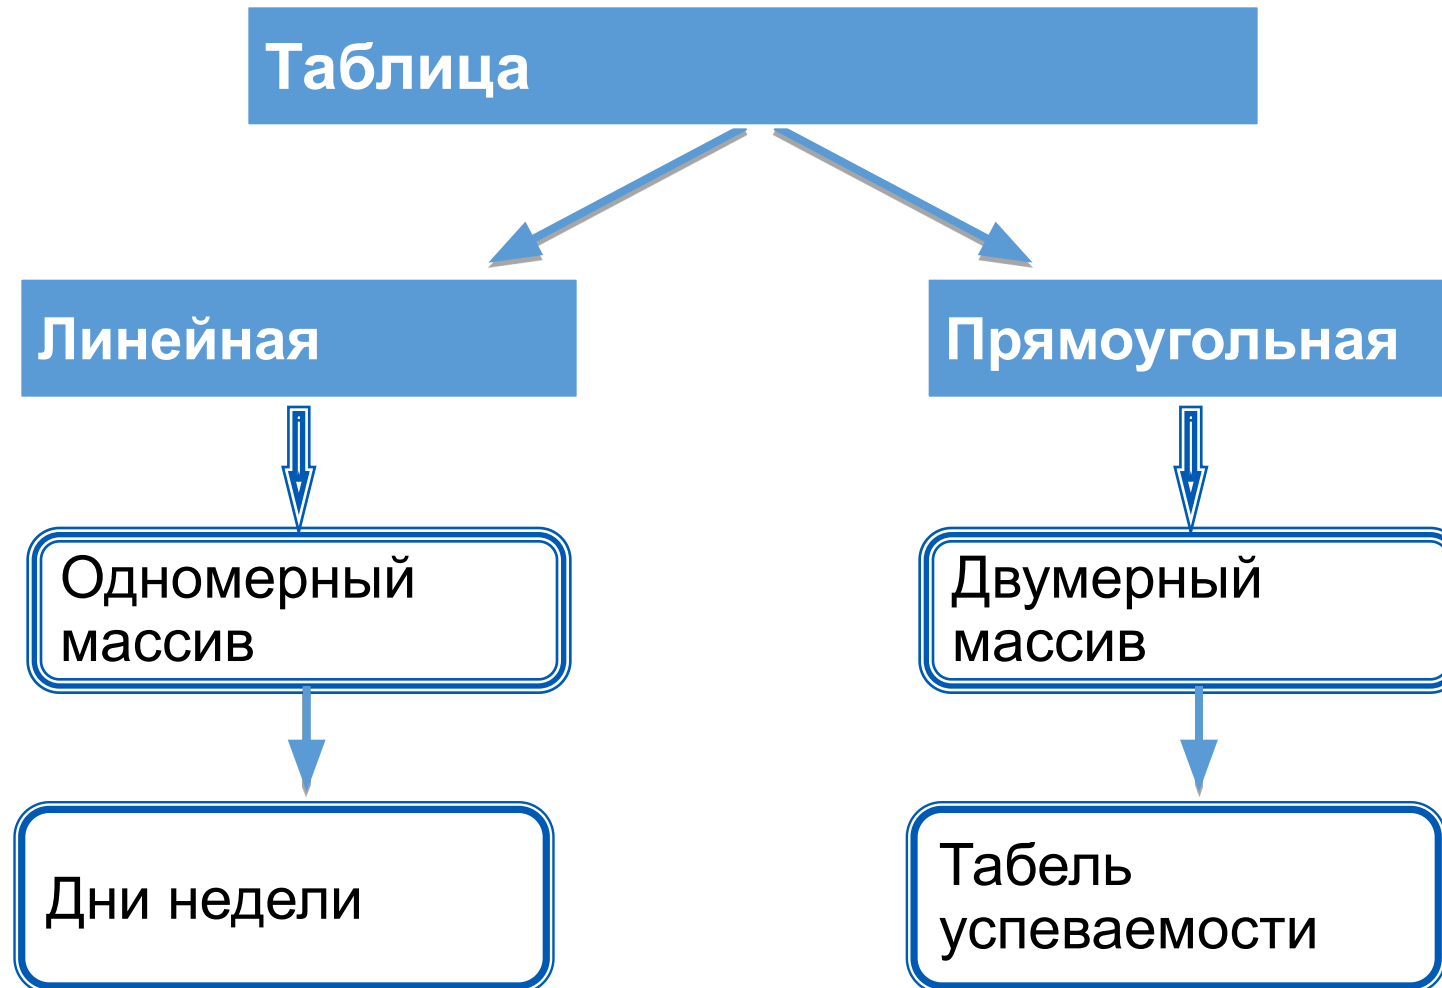 Таблица
Линейная
Прямоугольная
Одномерный
массив
Двумерный
массив
Дни недели
Табель
успеваемости